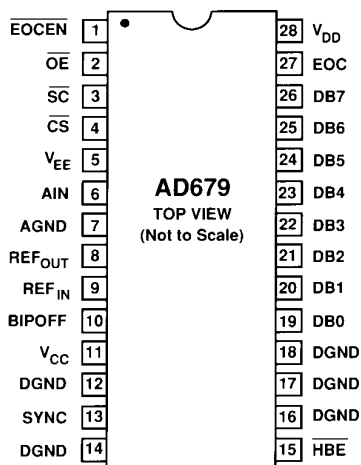 EOCEN 1 28 VDD
OE 2 27 EOC
SC 3 26 DB7
CS 4 25 DB6
VEE 5 24 DB5
AIN 6 AD679 23 DB4
AGND 7 TOP VIEW 22 DB3
REFOUT 8 (Not to Scale) 21 DB2
REFIN 9 20 DB1
BIPOFF 10 19 DB0
VCC 11 18 DGND
DGND 12 17 DGND
SYNC 13 16 DGND
DGND 14 15 HBE